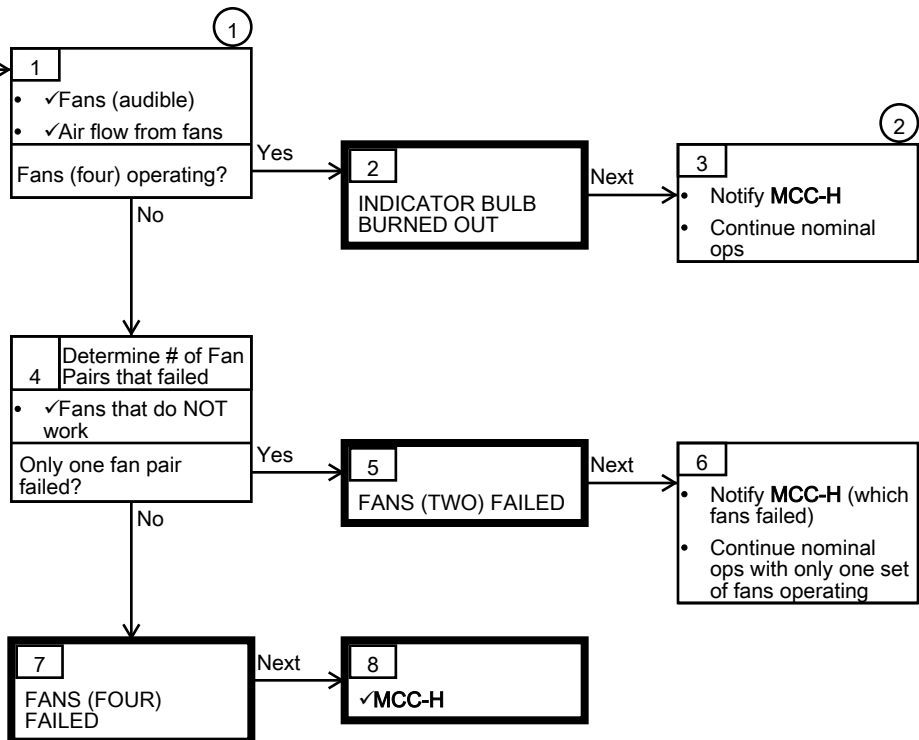 1
1
• ✓Fans (audible)
• ✓Air flow from fans
Fans (four) operating?
Yes
No
2
INDICATOR BULB
BURNED OUT
Next
2
3
• Notify MCC-H
• Continue nominal
ops
4
Determine # of Fan
Pairs that failed
• ✓Fans that do NOT
work
Only one fan pair
failed?
Yes
No
5
FANS (TWO) FAILED
Next
6
• Notify MCC-H (which
fans failed)
• Continue nominal
ops with only one set
of fans operating
7
FANS (FOUR)
FAILED
Next
8
✓MCC-H